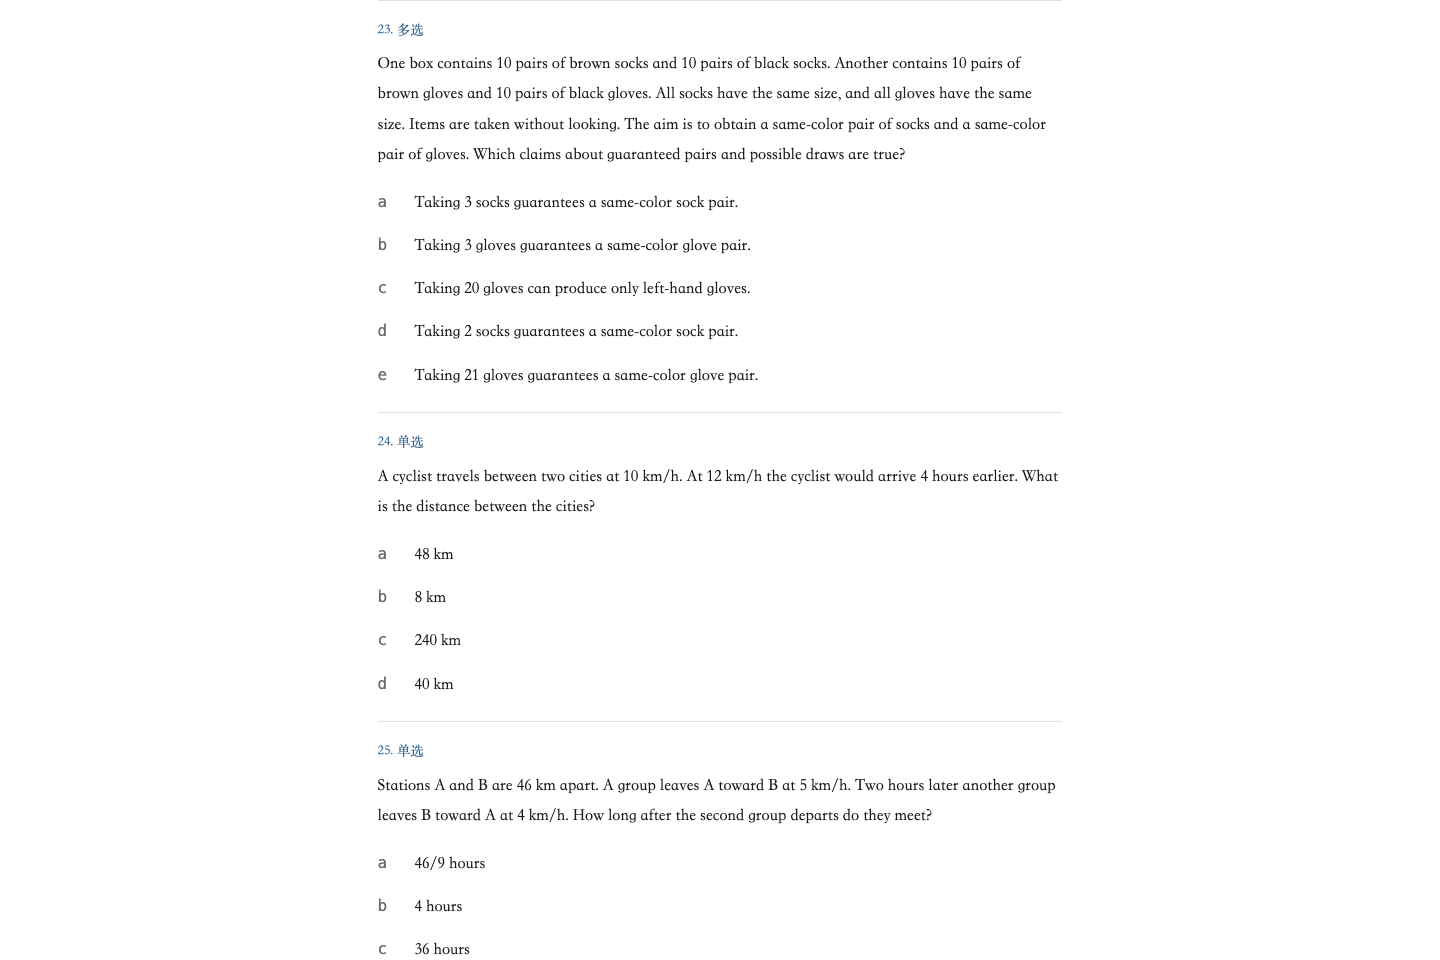 23. 多选
One box contains 10 pairs of brown socks and 10 pairs of black socks. Another contains 10 pairs of
brown gloves and 10 pairs of black gloves. All socks have the same size, and all gloves have the same
size. Items are taken without looking. The aim is to obtain a same-color pair of socks and a same-color
pair of gloves. Which claims about guaranteed pairs and possible draws are true?
a Taking 3 socks guarantees a same-color sock pair.
b Taking 3 gloves guarantees a same-color glove pair.
c Taking 20 gloves can produce only left-hand gloves.
d Taking 2 socks guarantees a same-color sock pair.
e Taking 21 gloves guarantees a same-color glove pair.
24. 单选
A cyclist travels between two cities at 10 km/h. At 12 km/h the cyclist would arrive 4 hours earlier. What
is the distance between the cities?
a 48 km
b 8 km
c 240 km
d 40 km
25. 单选
Stations A and B are 46 km apart. A group leaves A toward B at 5 km/h. Two hours later another group
leaves B toward A at 4 km/h. How long after the second group departs do they meet?
a 46/9 hours
b 4 hours
c 36 hours